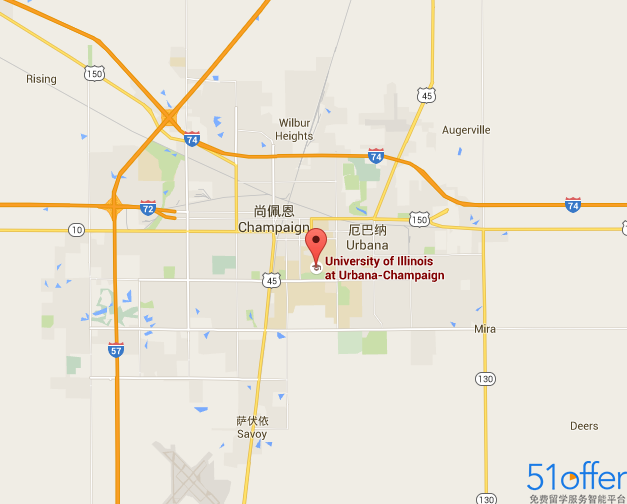 150
Rising
45
Wilbur
Heights
Augerville
74
74
72
74
尚佩恩
Champaign
150
厄巴纳
Urbana
10
University of Illinois
at Urbana-Champaign
45
Mira
57
130
萨伏依
Savoy
Deers
51offer
免费留学服务智能平台
130